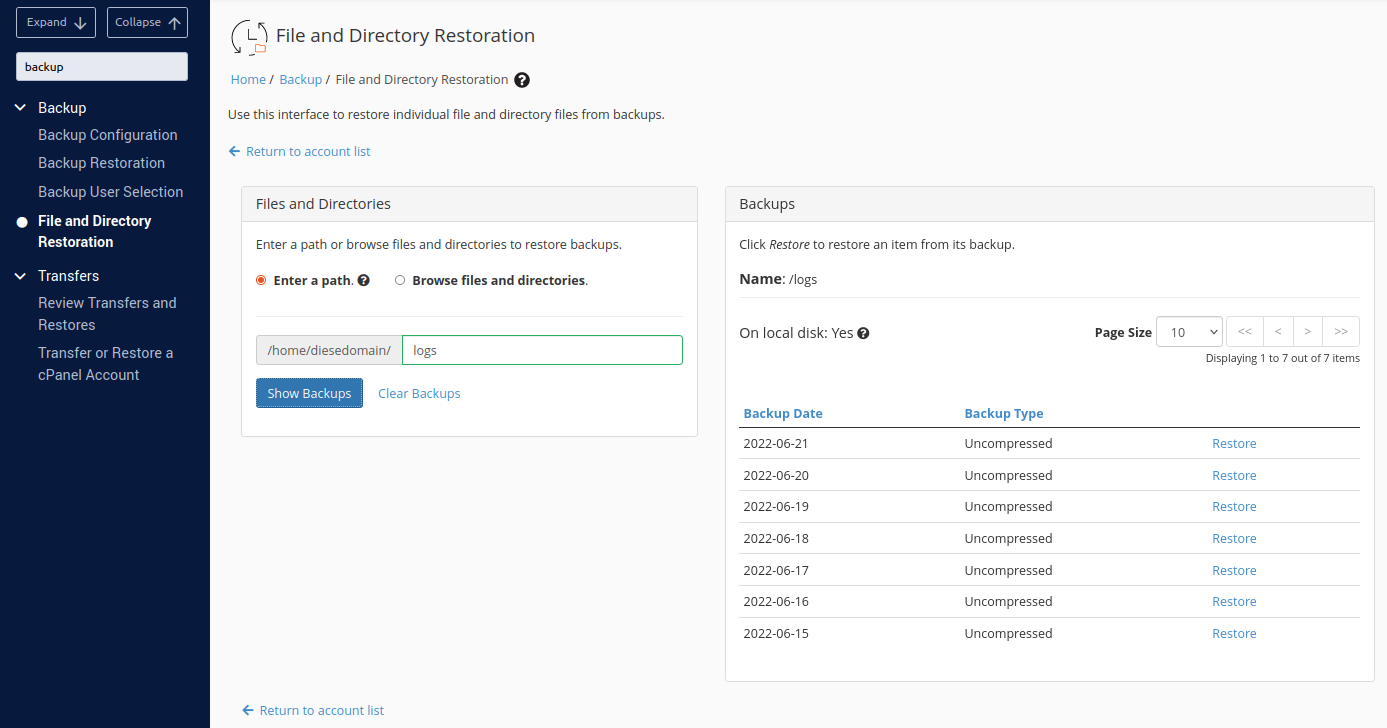 Expand
Collapse
backup
Backup
Backup Configuration
Backup Restoration
Backup User Selection
File and Directory
Restoration
Transfers
Review Transfers and
Restores
Transfer or Restore a
cPanel Account
File and Directory Restoration
Home / Backup / File and Directory Restoration ?
Use this interface to restore individual file and directory files from backups.
Return to account list
Files and Directories
Enter a path or browse files and directories to restore backups.
Enter a path. ? Browse files and directories.
/home/diesedomain/ logs
Show Backups Clear Backups
Backups
Click Restore to restore an item from its backup.
Name: /logs
On local disk: Yes ? Page Size 10 << < > >>
Displaying 1 to 7 out of 7 items
Backup Date Backup Type
2022-06-21 Uncompressed Restore
2022-06-20 Uncompressed Restore
2022-06-19 Uncompressed Restore
2022-06-18 Uncompressed Restore
2022-06-17 Uncompressed Restore
2022-06-16 Uncompressed Restore
2022-06-15 Uncompressed Restore
Return to account list